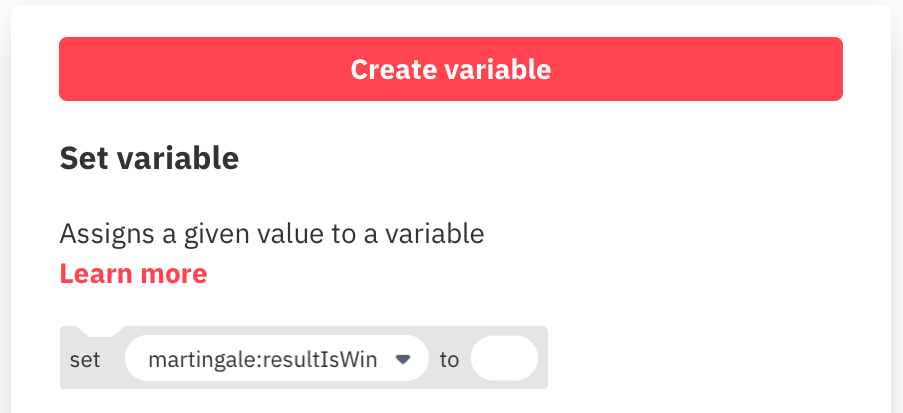 Create variable
Set variable
Assigns a given value to a variable
Learn more
set martingale:resultIsWin to